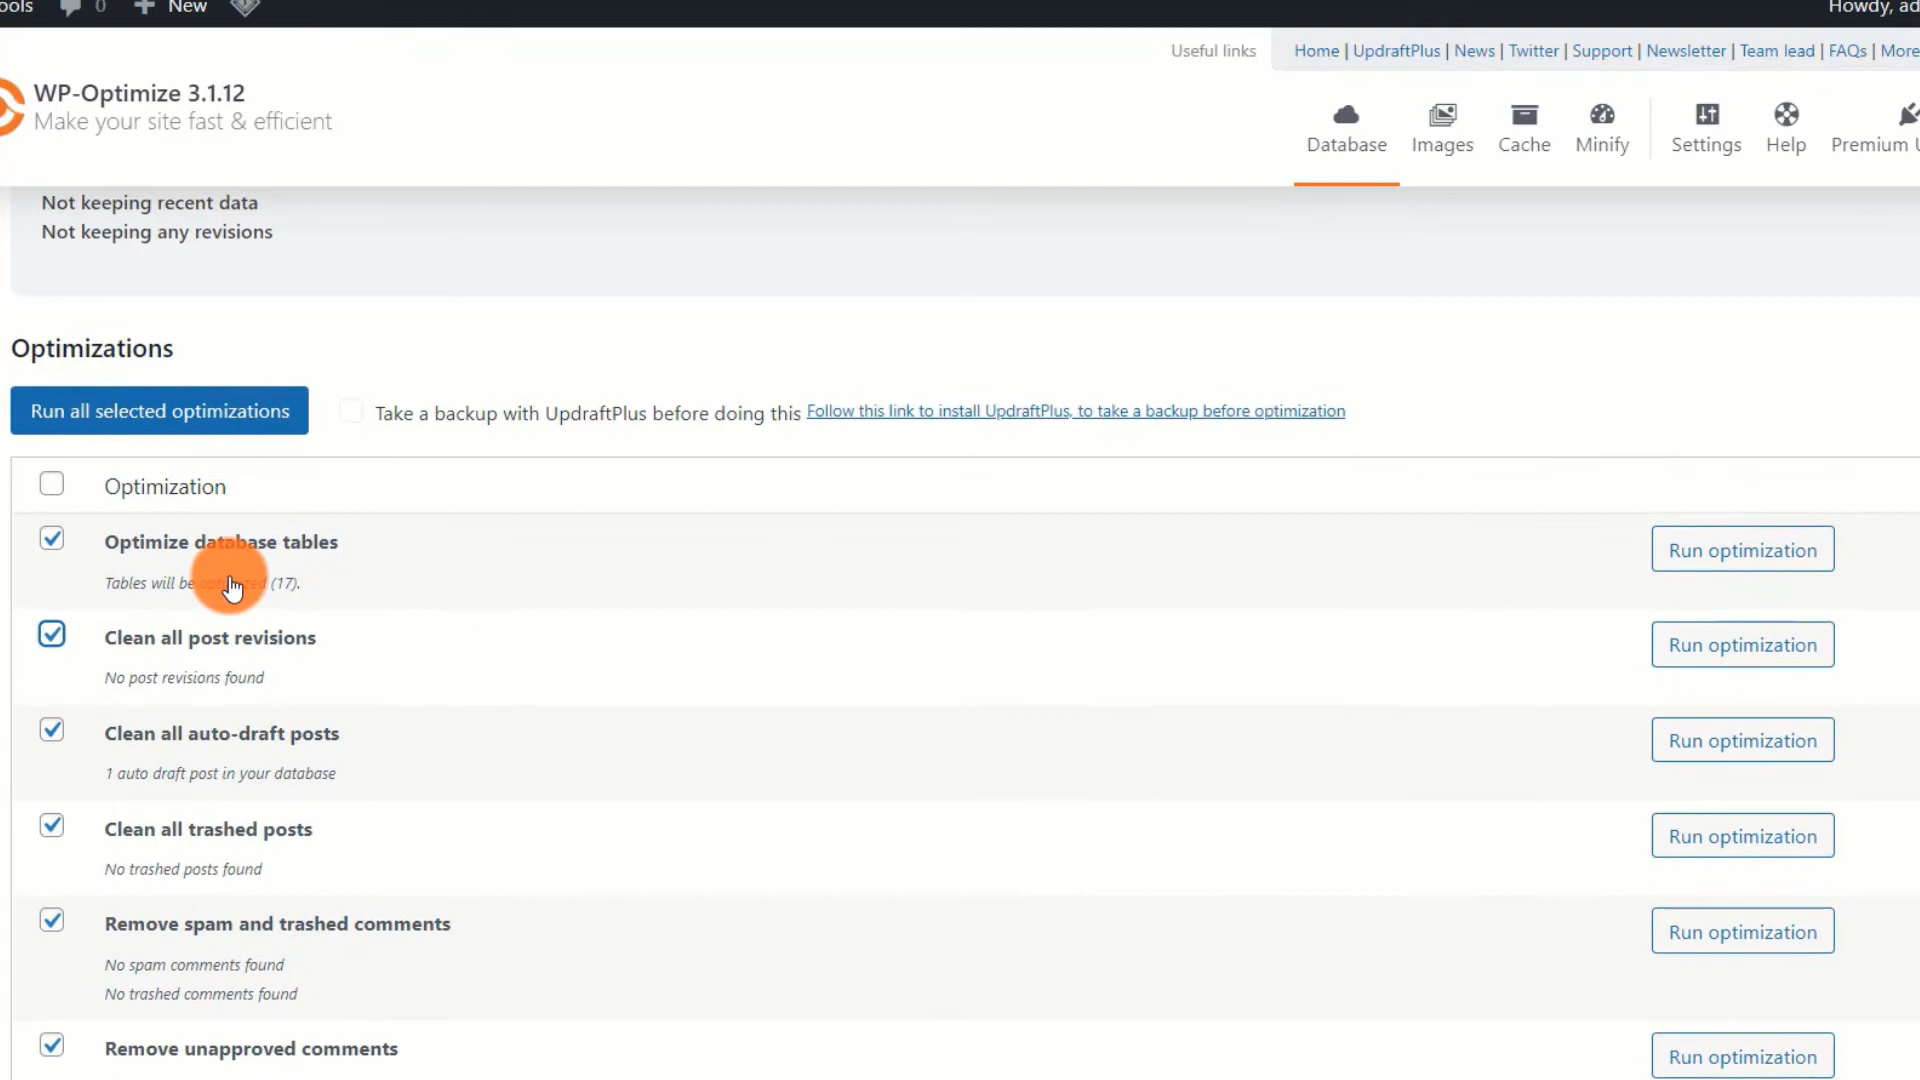 ools 0 New Howdy, ad
Useful links Home | UpdraftPlus | News | Twitter | Support | Newsletter | Team lead | FAQs | More
WP-Optimize 3.1.12
Make your site fast & efficient
Database Images Cache Minify Settings Help Premium U
Not keeping recent data
Not keeping any revisions
Optimizations
Run all selected optimizations Take a backup with UpdraftPlus before doing this Follow this link to install UpdraftPlus, to take a backup before optimization
Optimization
Optimize database tables Run optimization
Tables will be optimized (17).
Clean all post revisions Run optimization
No post revisions found
Clean all auto-draft posts Run optimization
1 auto draft post in your database
Clean all trashed posts Run optimization
No trashed posts found
Remove spam and trashed comments Run optimization
No spam comments found
No trashed comments found
Remove unapproved comments Run optimization